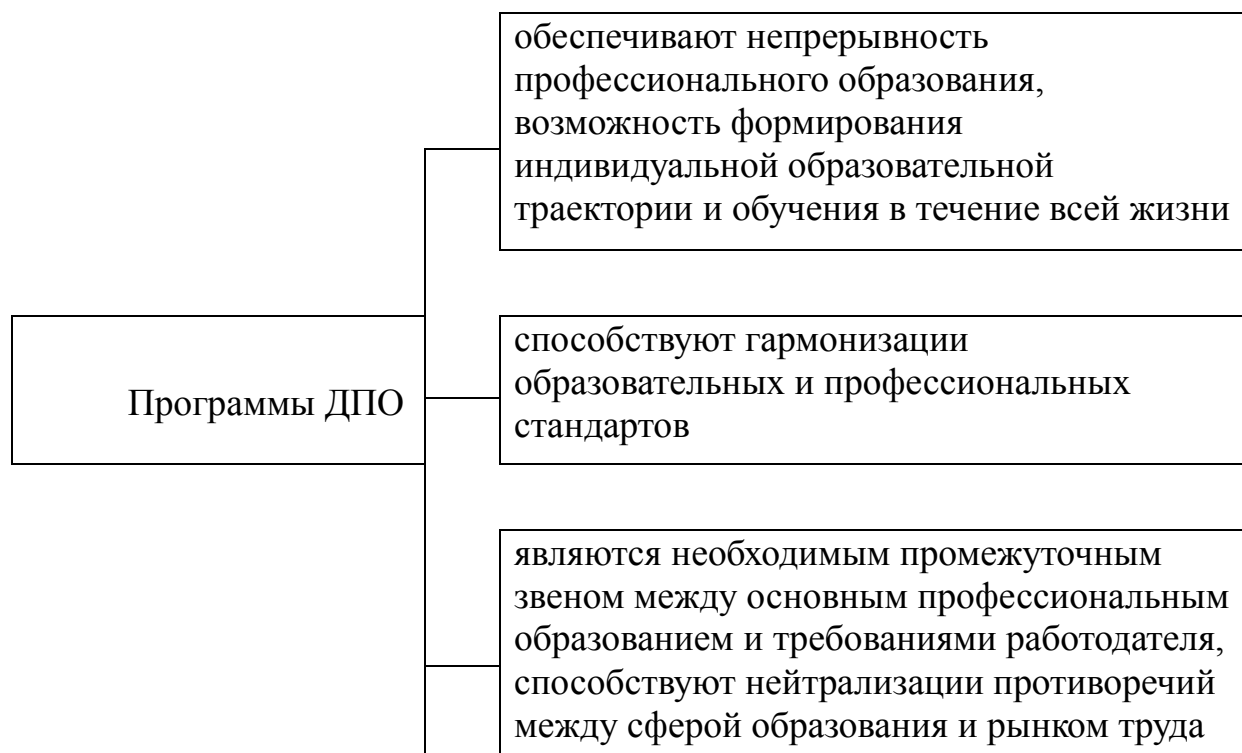 обеспечивают непрерывность
профессионального образования,
возможность формирования
индивидуальной образовательной
траектории и обучения в течение всей жизни
Программы ДПО
способствуют гармонизации
образовательных и профессиональных
стандартов
являются необходимым промежуточным
звеном между основным профессиональным
образованием и требованиями работодателя,
способствуют нейтрализации противоречий
между сферой образования и рынком труда